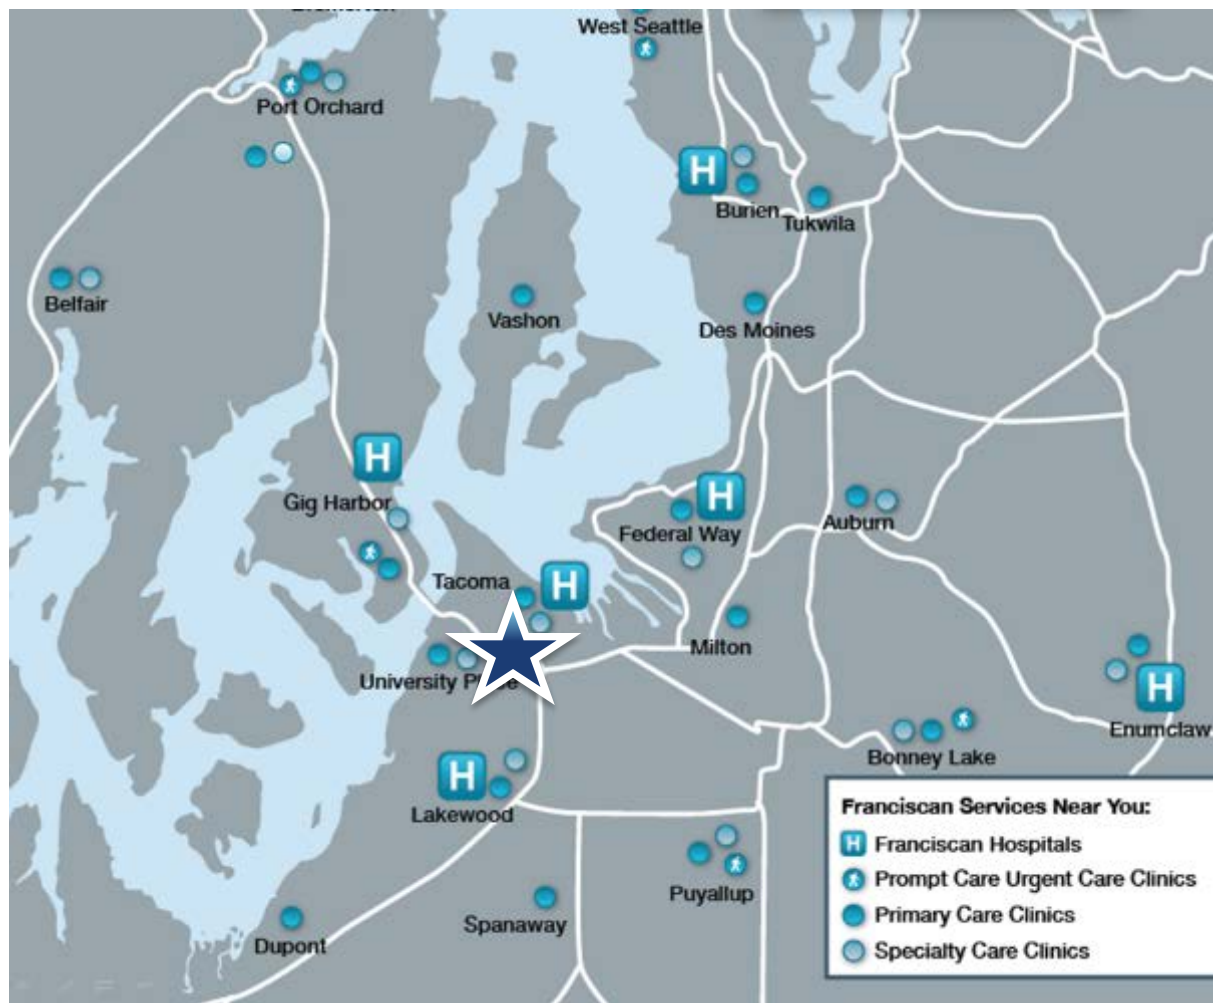 West Seattle
Port Orchard
Burien
Tukwila
Belfair
Vashon
Des Moines
H
H
Gig Harbor
H
Federal Way
Auburn
Tacoma
H
Milton
University Place
H
Enumclaw
Bonney Lake
H
Lakewood
Puyallup
Spanaway
Dupont
Franciscan Services Near You:
H Franciscan Hospitals
Prompt Care Urgent Care Clinics
Primary Care Clinics
Specialty Care Clinics